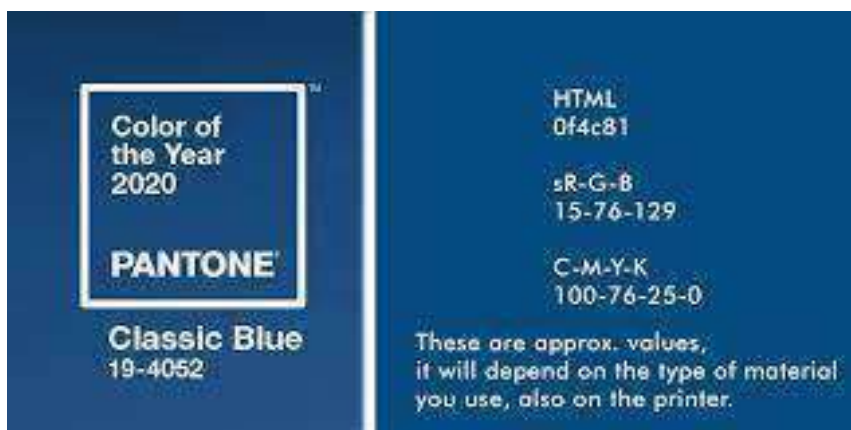 Color of
the Year
2020
PANTONE
Classic Blue
19-4052
HTML
0f4c81
sR-G-B
15-76-129
C-M-Y-K
100-76-25-0
These are approx. values,
it will depend on the type of material
you use, also on the printer.